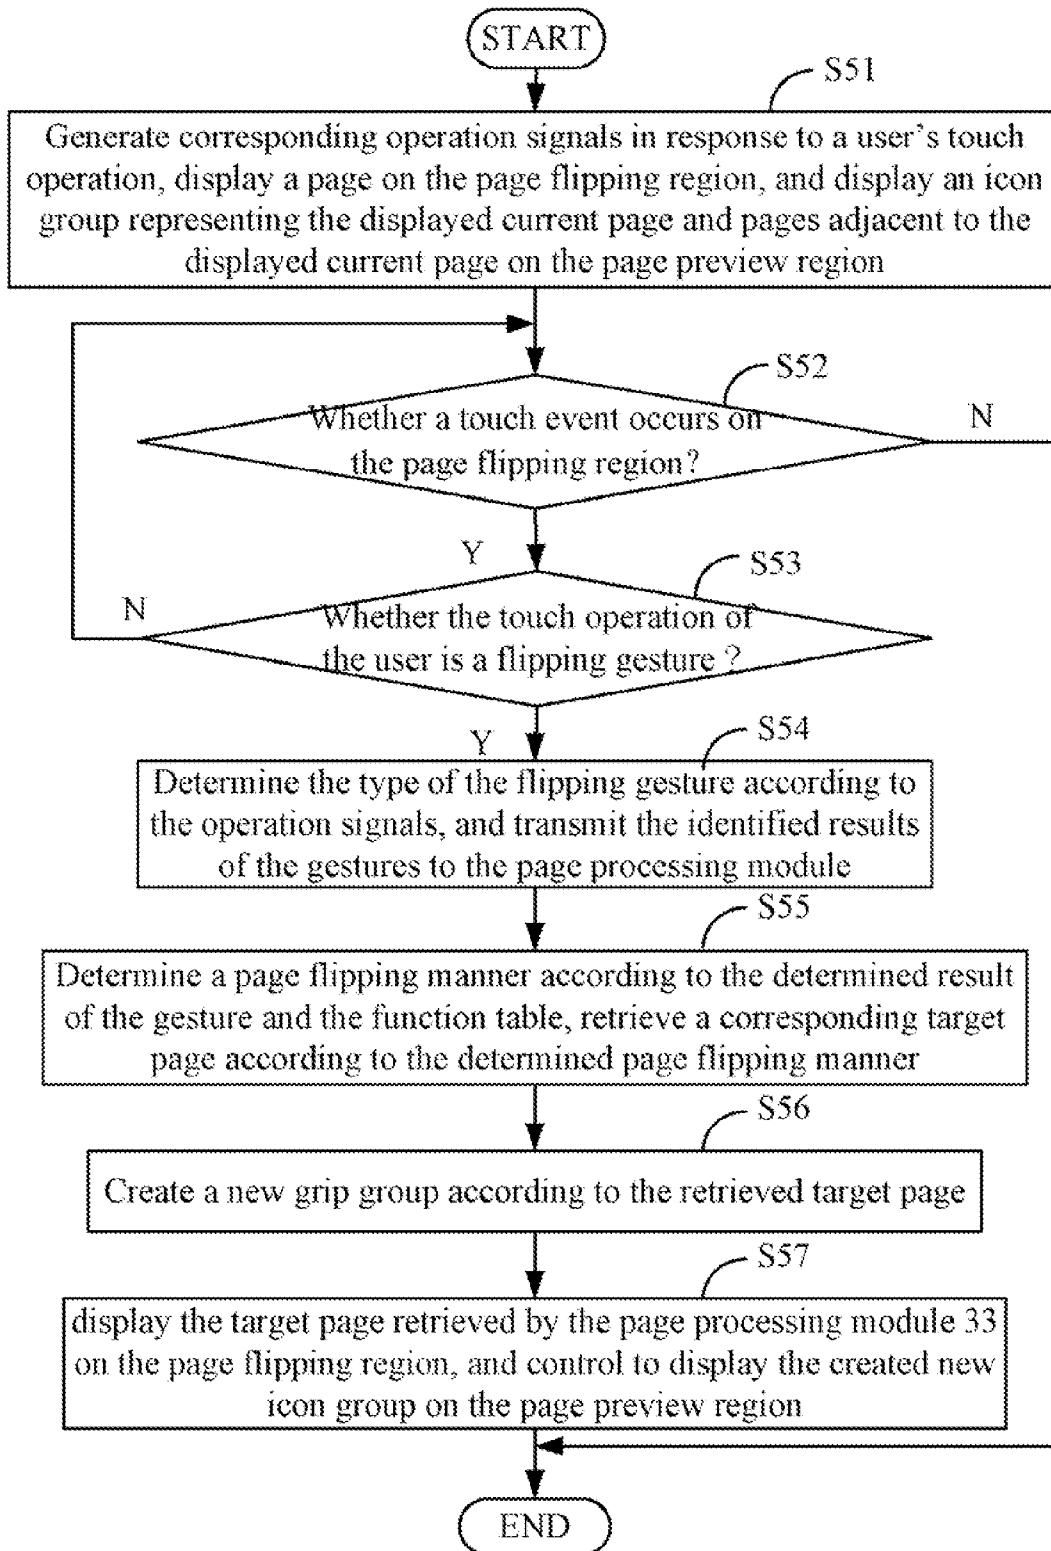 START
S51
Generate corresponding operation signals in response to a user's touch
operation, display a page on the page flipping region, and display an icon
group representing the displayed current page and pages adjacent to the
displayed current page on the page preview region
S52
Whether a touch event occurs on
the page flipping region?
N
Y
S53
N
Whether the touch operation of
the user is a flipping gesture ?
Y
S54
Determine the type of the flipping gesture according to
the operation signals, and transmit the identified results
of the gestures to the page processing module
S55
Determine a page flipping manner according to the determined result
of the gesture and the function table, retrieve a corresponding target
page according to the determined page flipping manner
S56
Create a new grip group according to the retrieved target page
S57
display the target page retrieved by the page processing module 33
on the page flipping region, and control to display the created new
icon group on the page preview region
END